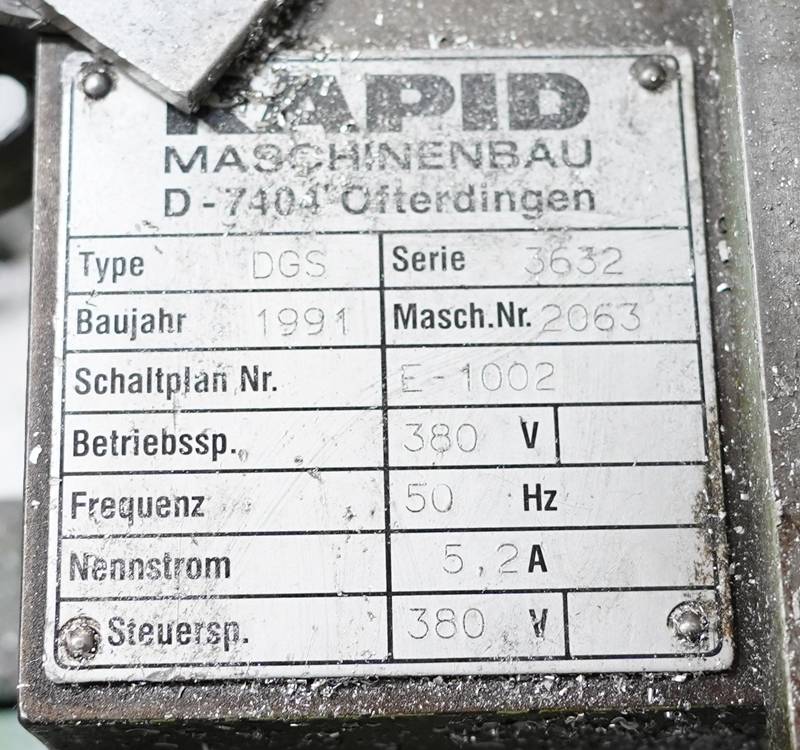 RAPID
MASCHINENBAU
D-7404 Ofterdingen
Type DGS Serie 3632
Baujahr 1991 Masch.Nr. 2063
Schaltplan Nr. E-1002
Betriebssp. 380 V
Frequenz 50 Hz
Nennstrom 5,2 A
Steuersp. 380 V